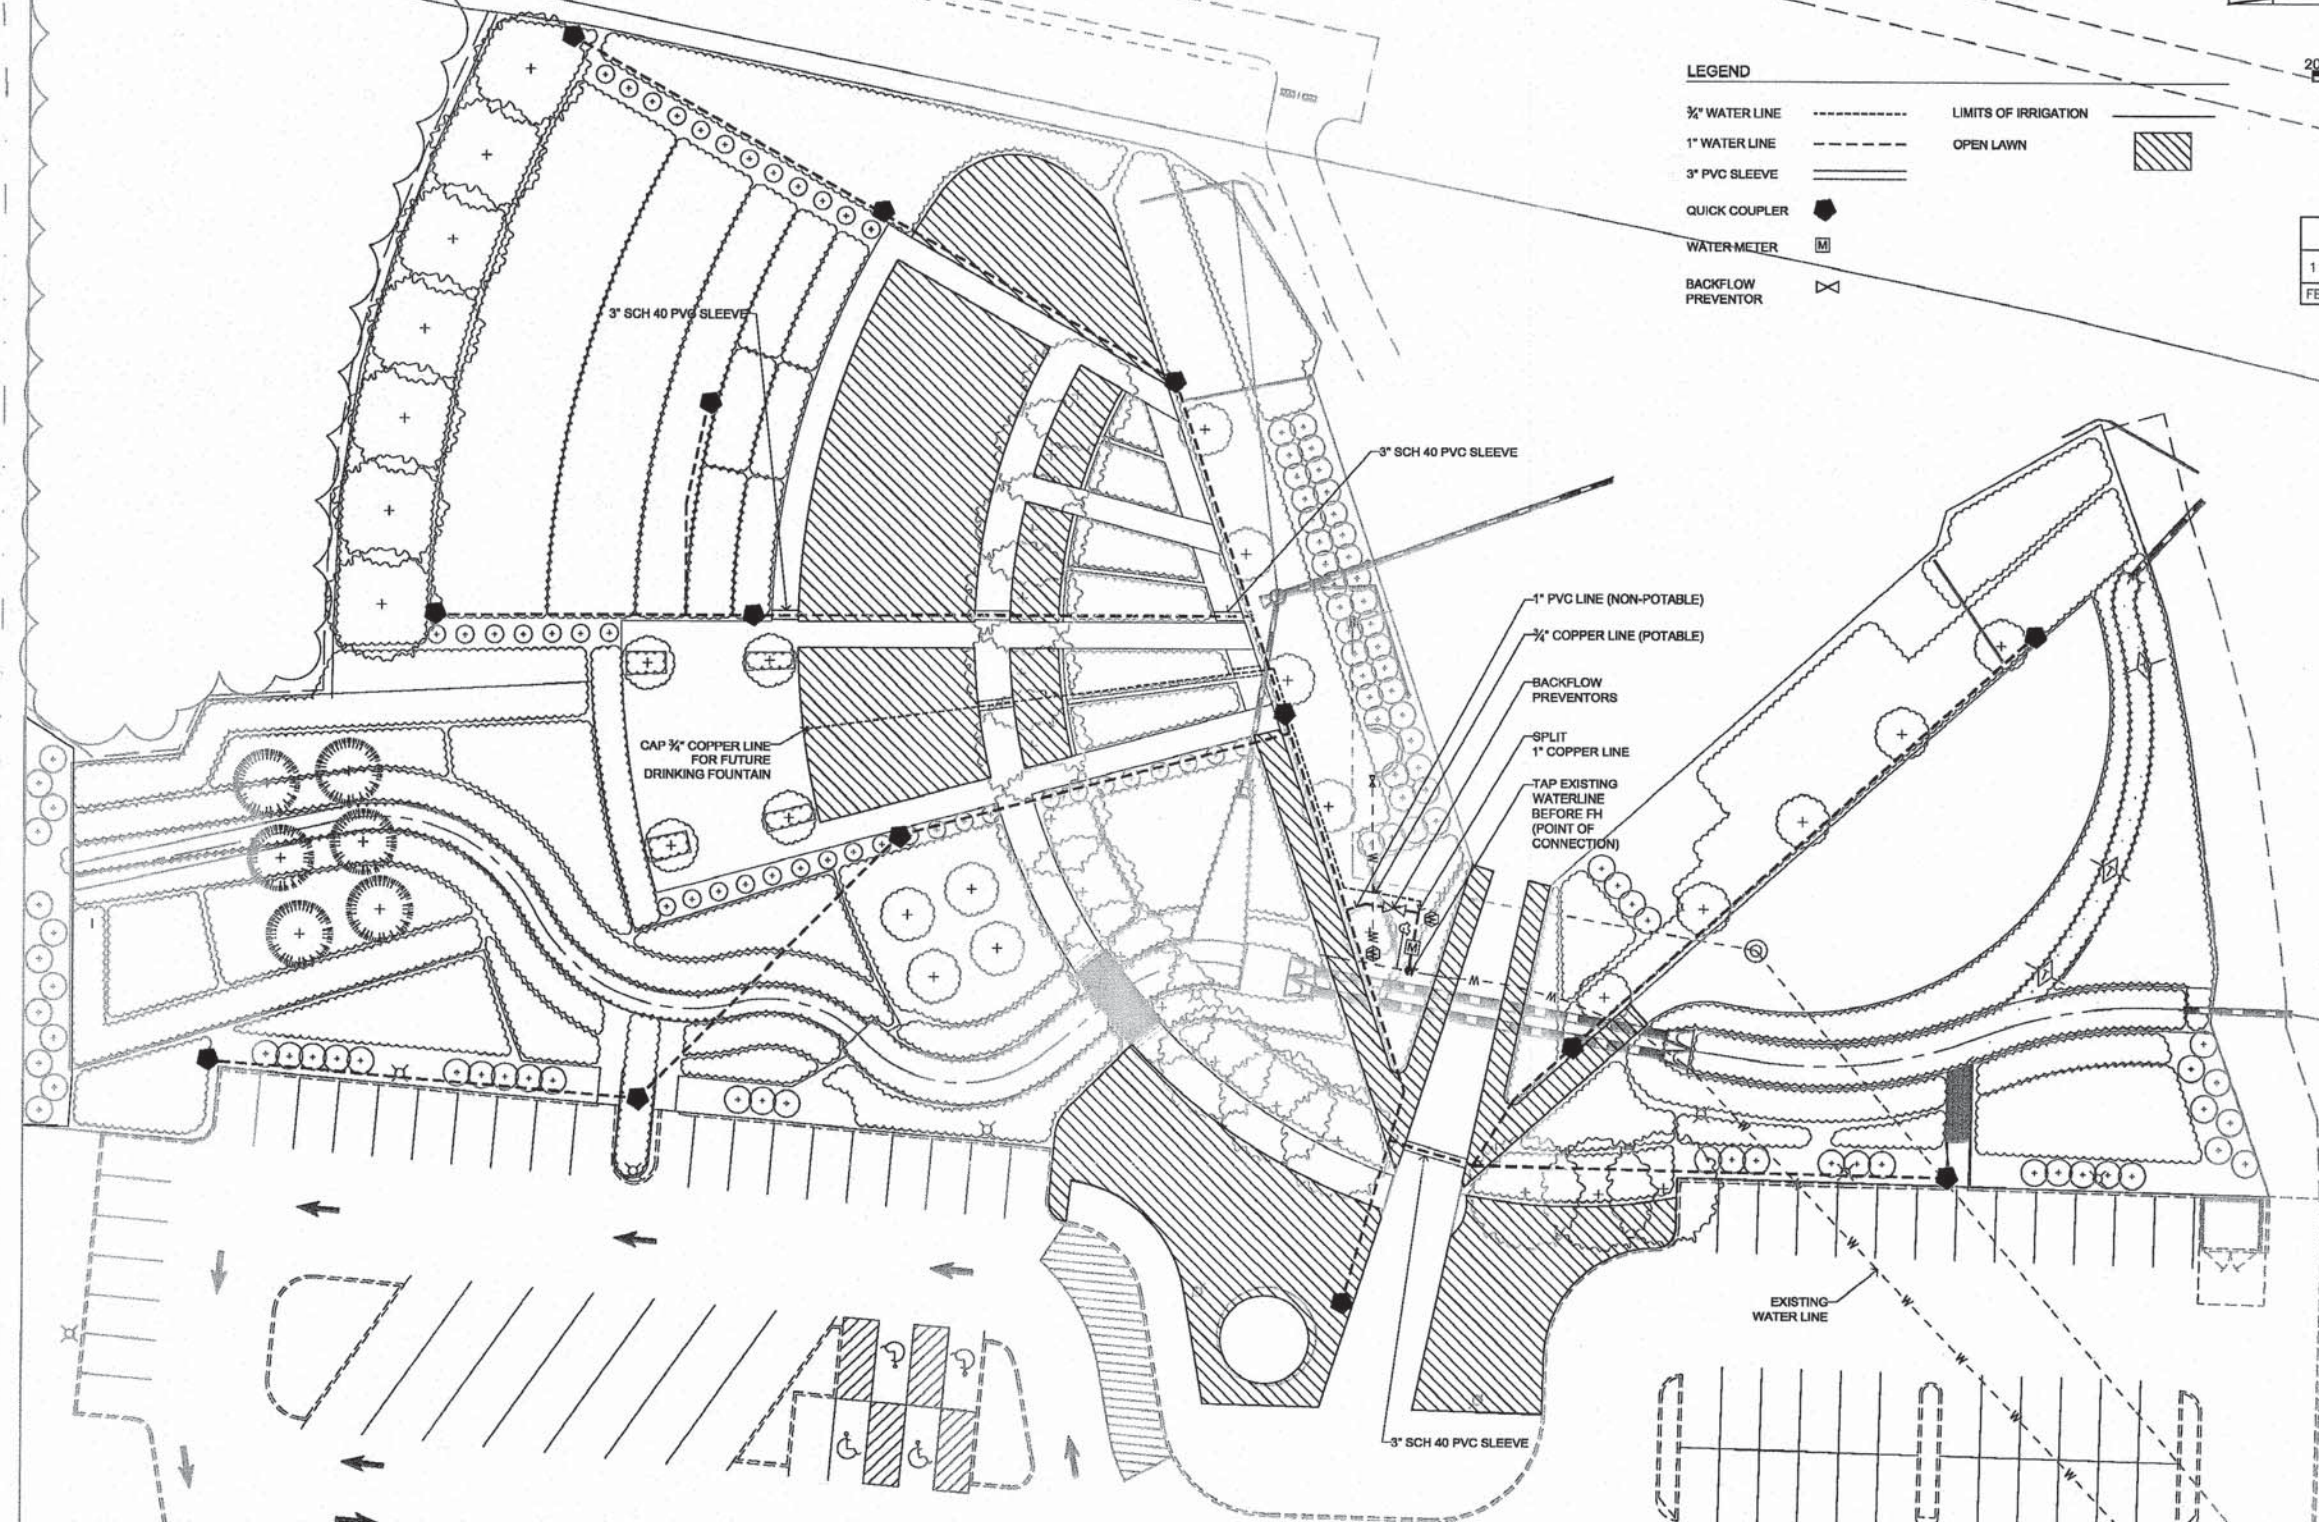 LEGEND
¾" WATER LINE
1" WATER LINE
3" PVC SLEEVE
QUICK COUPLER
WATER METER
M
BACKFLOW
PREVENTOR
LIMITS OF IRRIGATION
OPEN LAWN
20
1
FE
3" SCH 40 PVC SLEEVE
3" SCH 40 PVC SLEEVE
1" PVC LINE (NON-POTABLE)
¾" COPPER LINE (POTABLE)
BACKFLOW
PREVENTORS
SPLIT
1" COPPER LINE
TAP EXISTING
WATERLINE
BEFORE FH
(POINT OF
CONNECTION)
CAP ¾" COPPER LINE
FOR FUTURE
DRINKING FOUNTAIN
W
W
M
W
W
W
EXISTING
WATER LINE
W
W
W
W
W
3" SCH 40 PVC SLEEVE